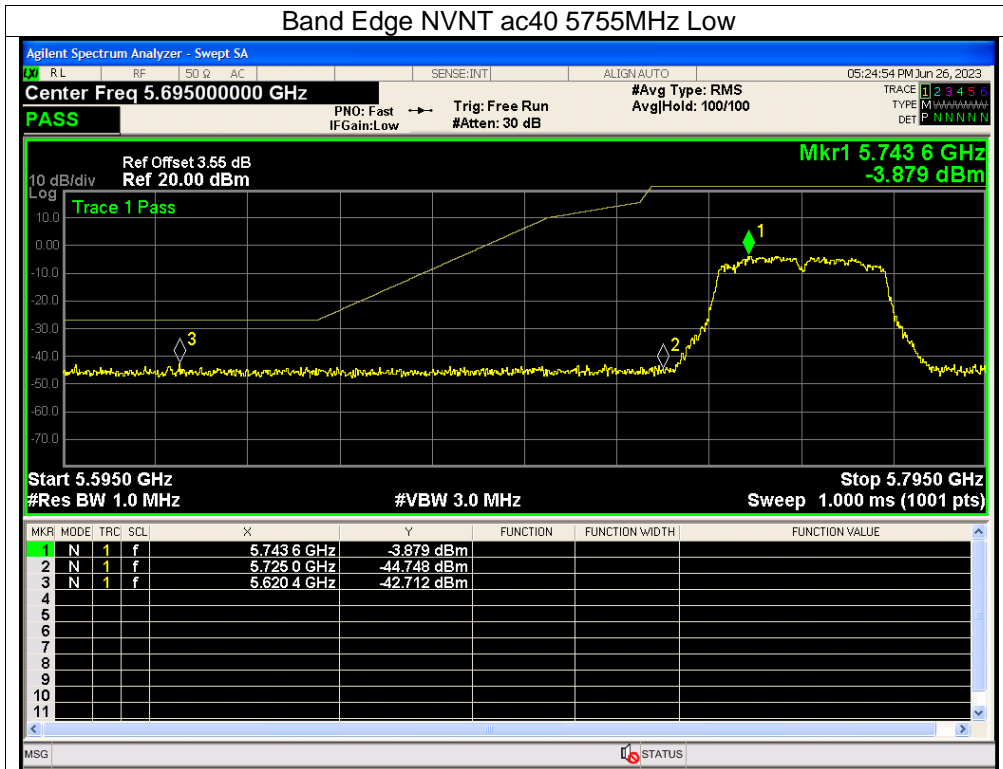 Band Edge NVNT ac40 5755MHz Low
Agilent Spectrum Analyzer - Swept SA
LXI RL RF 50 Ω AC SENSE:INT ALIGN AUTO 05:24:54 PM Jun 26, 2023
Center Freq 5.695000000 GHz #Avg Type: RMS TRACE 1 2 3 4 5 6
PASS PNO: Fast Trig: Free Run Avg|Hold: 100/100 TYPE M
IFGain:Low #Atten: 30 dB DET P N N N N N
Mkr1 5.743 6 GHz
-3.879 dBm
Ref Offset 3.55 dB
10 dB/div Ref 20.00 dBm
Log
Trace 1 Pass
10.0
0.00
-10.0
-20.0
-30.0
-40.0
-50.0
-60.0
-70.0
1
2
3
Start 5.5950 GHz Stop 5.7950 GHz
#Res BW 1.0 MHz #VBW 3.0 MHz Sweep 1.000 ms (1001 pts)
MKR MODE TRC SCL X Y FUNCTION FUNCTION WIDTH FUNCTION VALUE
1 N 1 f 5.743 6 GHz -3.879 dBm
2 N 1 f 5.725 0 GHz -44.748 dBm
3 N 1 f 5.620 4 GHz -42.712 dBm
4
5
6
7
8
9
10
11
MSG STATUS